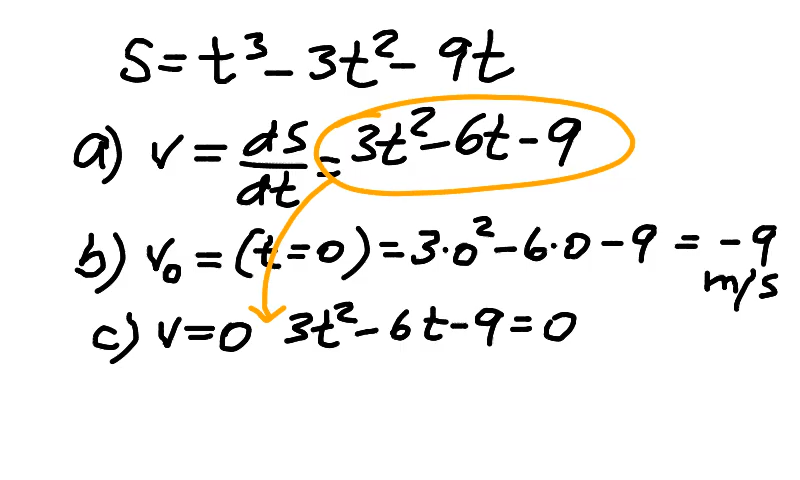 S = t³ - 3t² - 9t
a) v = ds/dt = 3t² - 6t - 9
b) v₀ = (t = 0) = 3·0² - 6·0 - 9 = -9 m/s
c) v = 0 3t² - 6t - 9 = 0